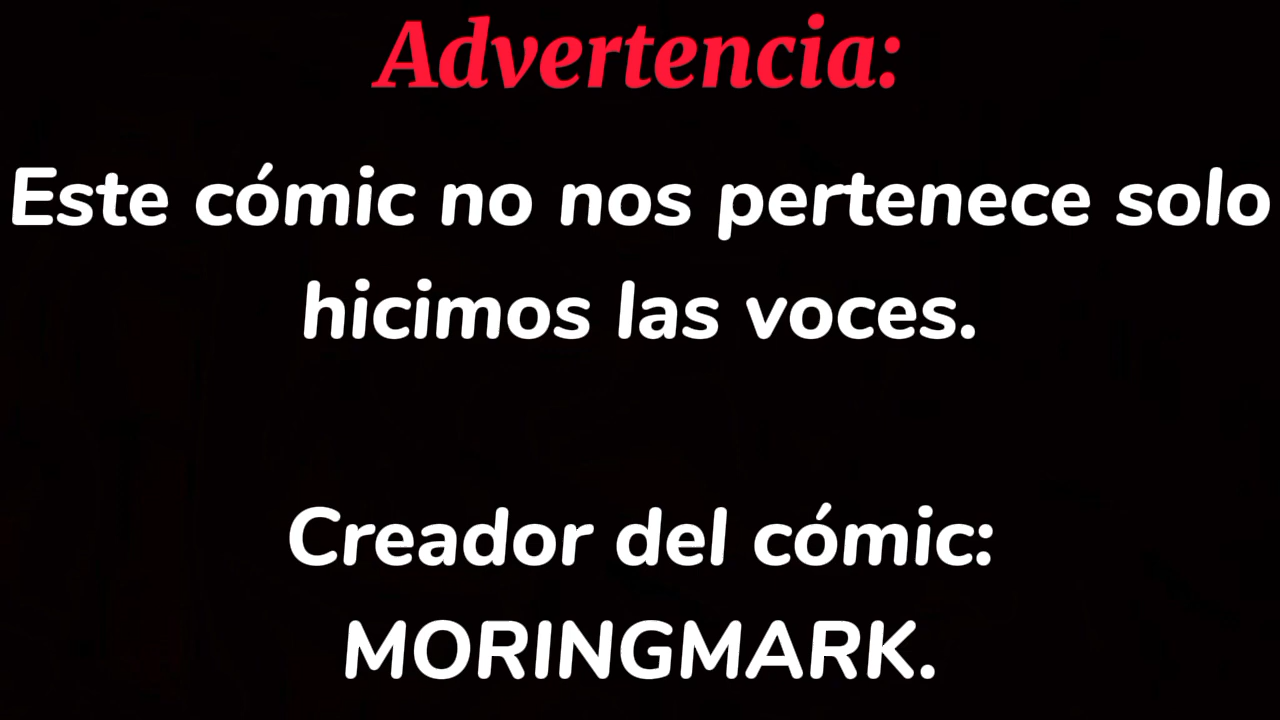 Advertencia:
Este cómic no nos pertenece solo
hicimos las voces.
Creador del cómic:
MORINGMARK.